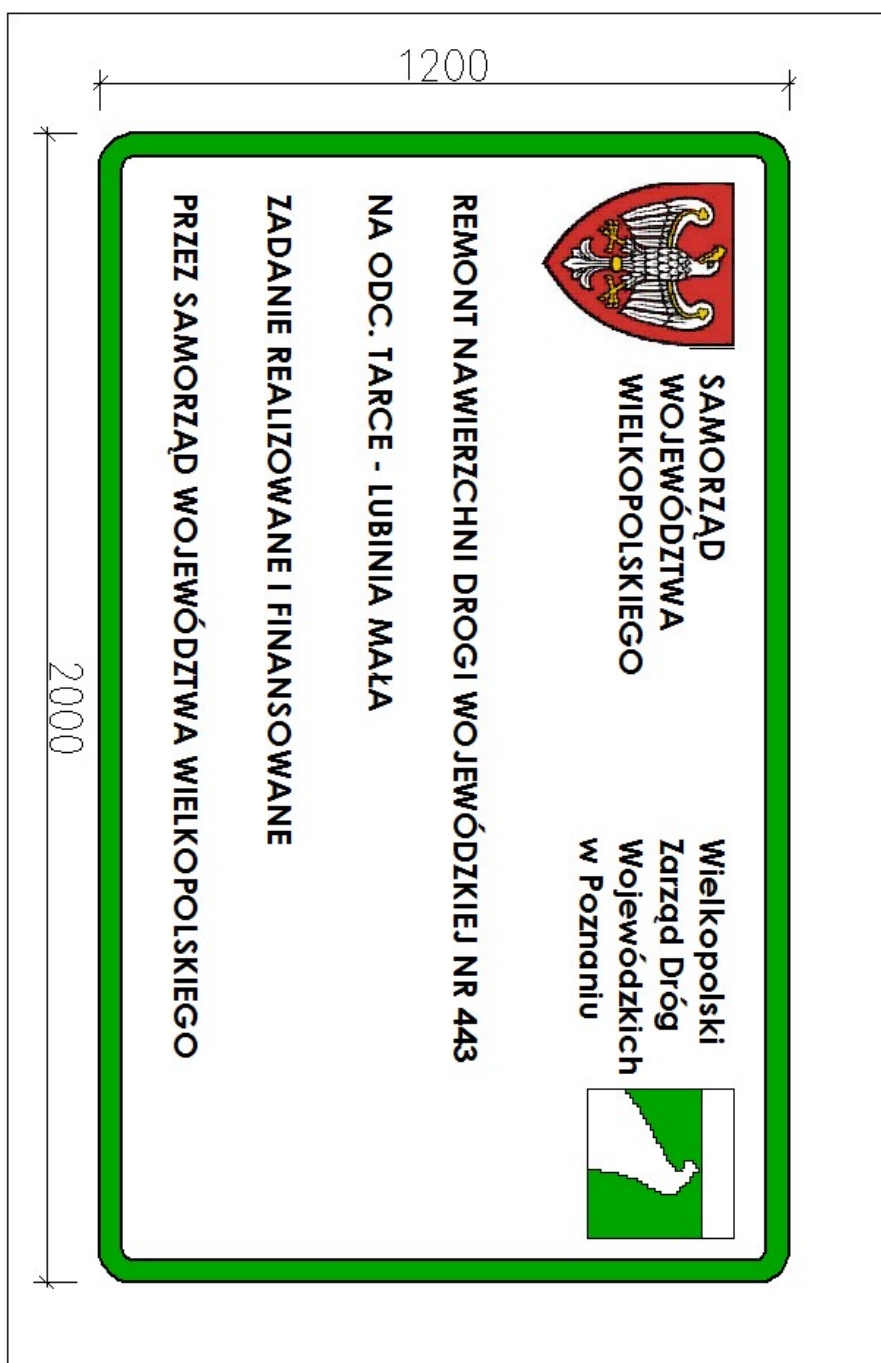 SAMORZĄD
WOJEWÓDZTWA
WIELKOPOLSKIEGO
Wielkopolski
Zarząd Dróg
Wojewódzkich
w Poznaniu
REMONT NAWIERZCHNI DROGI WOJEWÓDZKIEJ NR 443
NA ODC. TARCE - LUBINIA MAŁA
ZADANIE REALIZOWANE I FINANSOWANE
PRZEZ SAMORZĄD WOJEWÓDZTWA WIELKOPOLSKIEGO
1200
2000